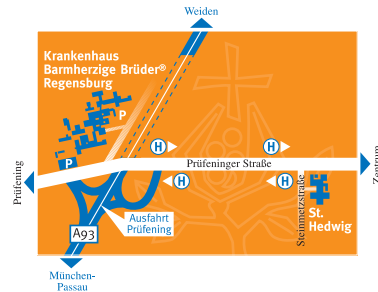 Weiden
Krankenhaus
Barmherzige Brüder®
Regensburg
P
H
H
P
Prüfeninger Straße
Prüfening
Zentrum
H
H
Steinmetzstraße
St.
Hedwig
Ausfahrt
Prüfening
A93
München-
Passau